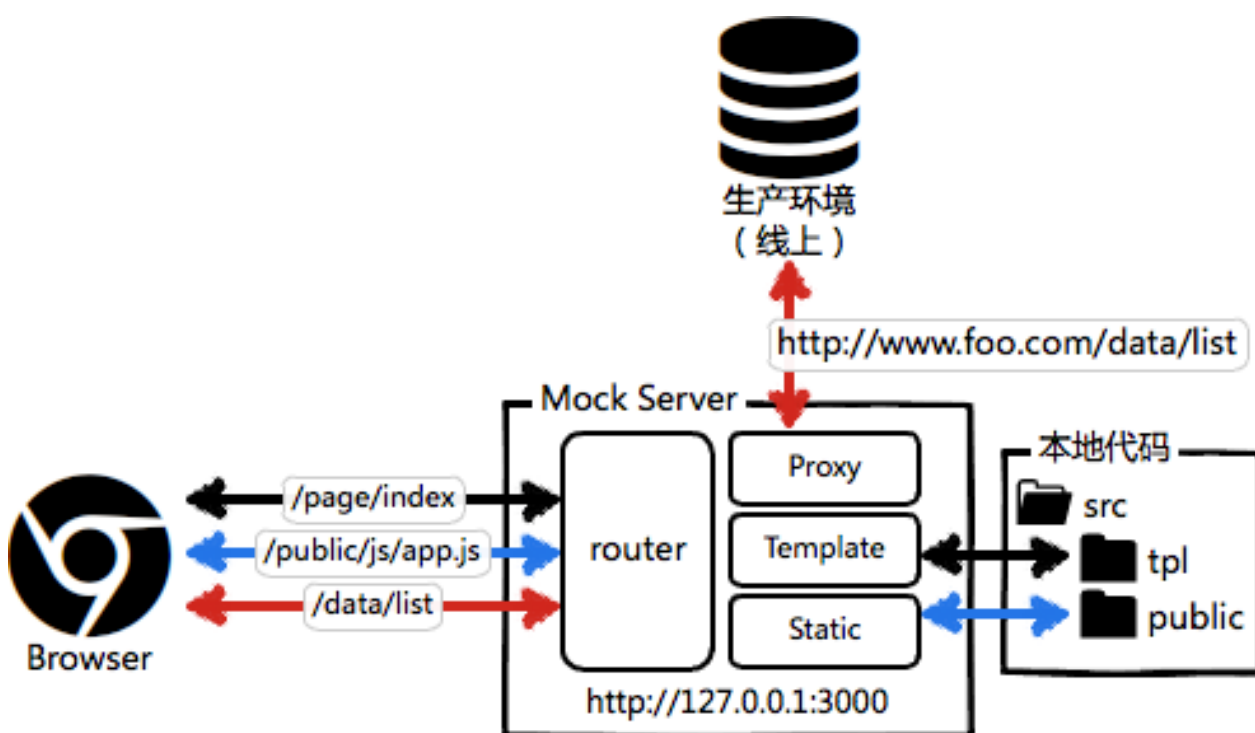 生产环境
（线上）
http://www.foo.com/data/list
Mock Server
Proxy
Template
Static
router
http://127.0.0.1:3000
/page/index
/public/js/app.js
/data/list
Browser
本地代码
src
tpl
public